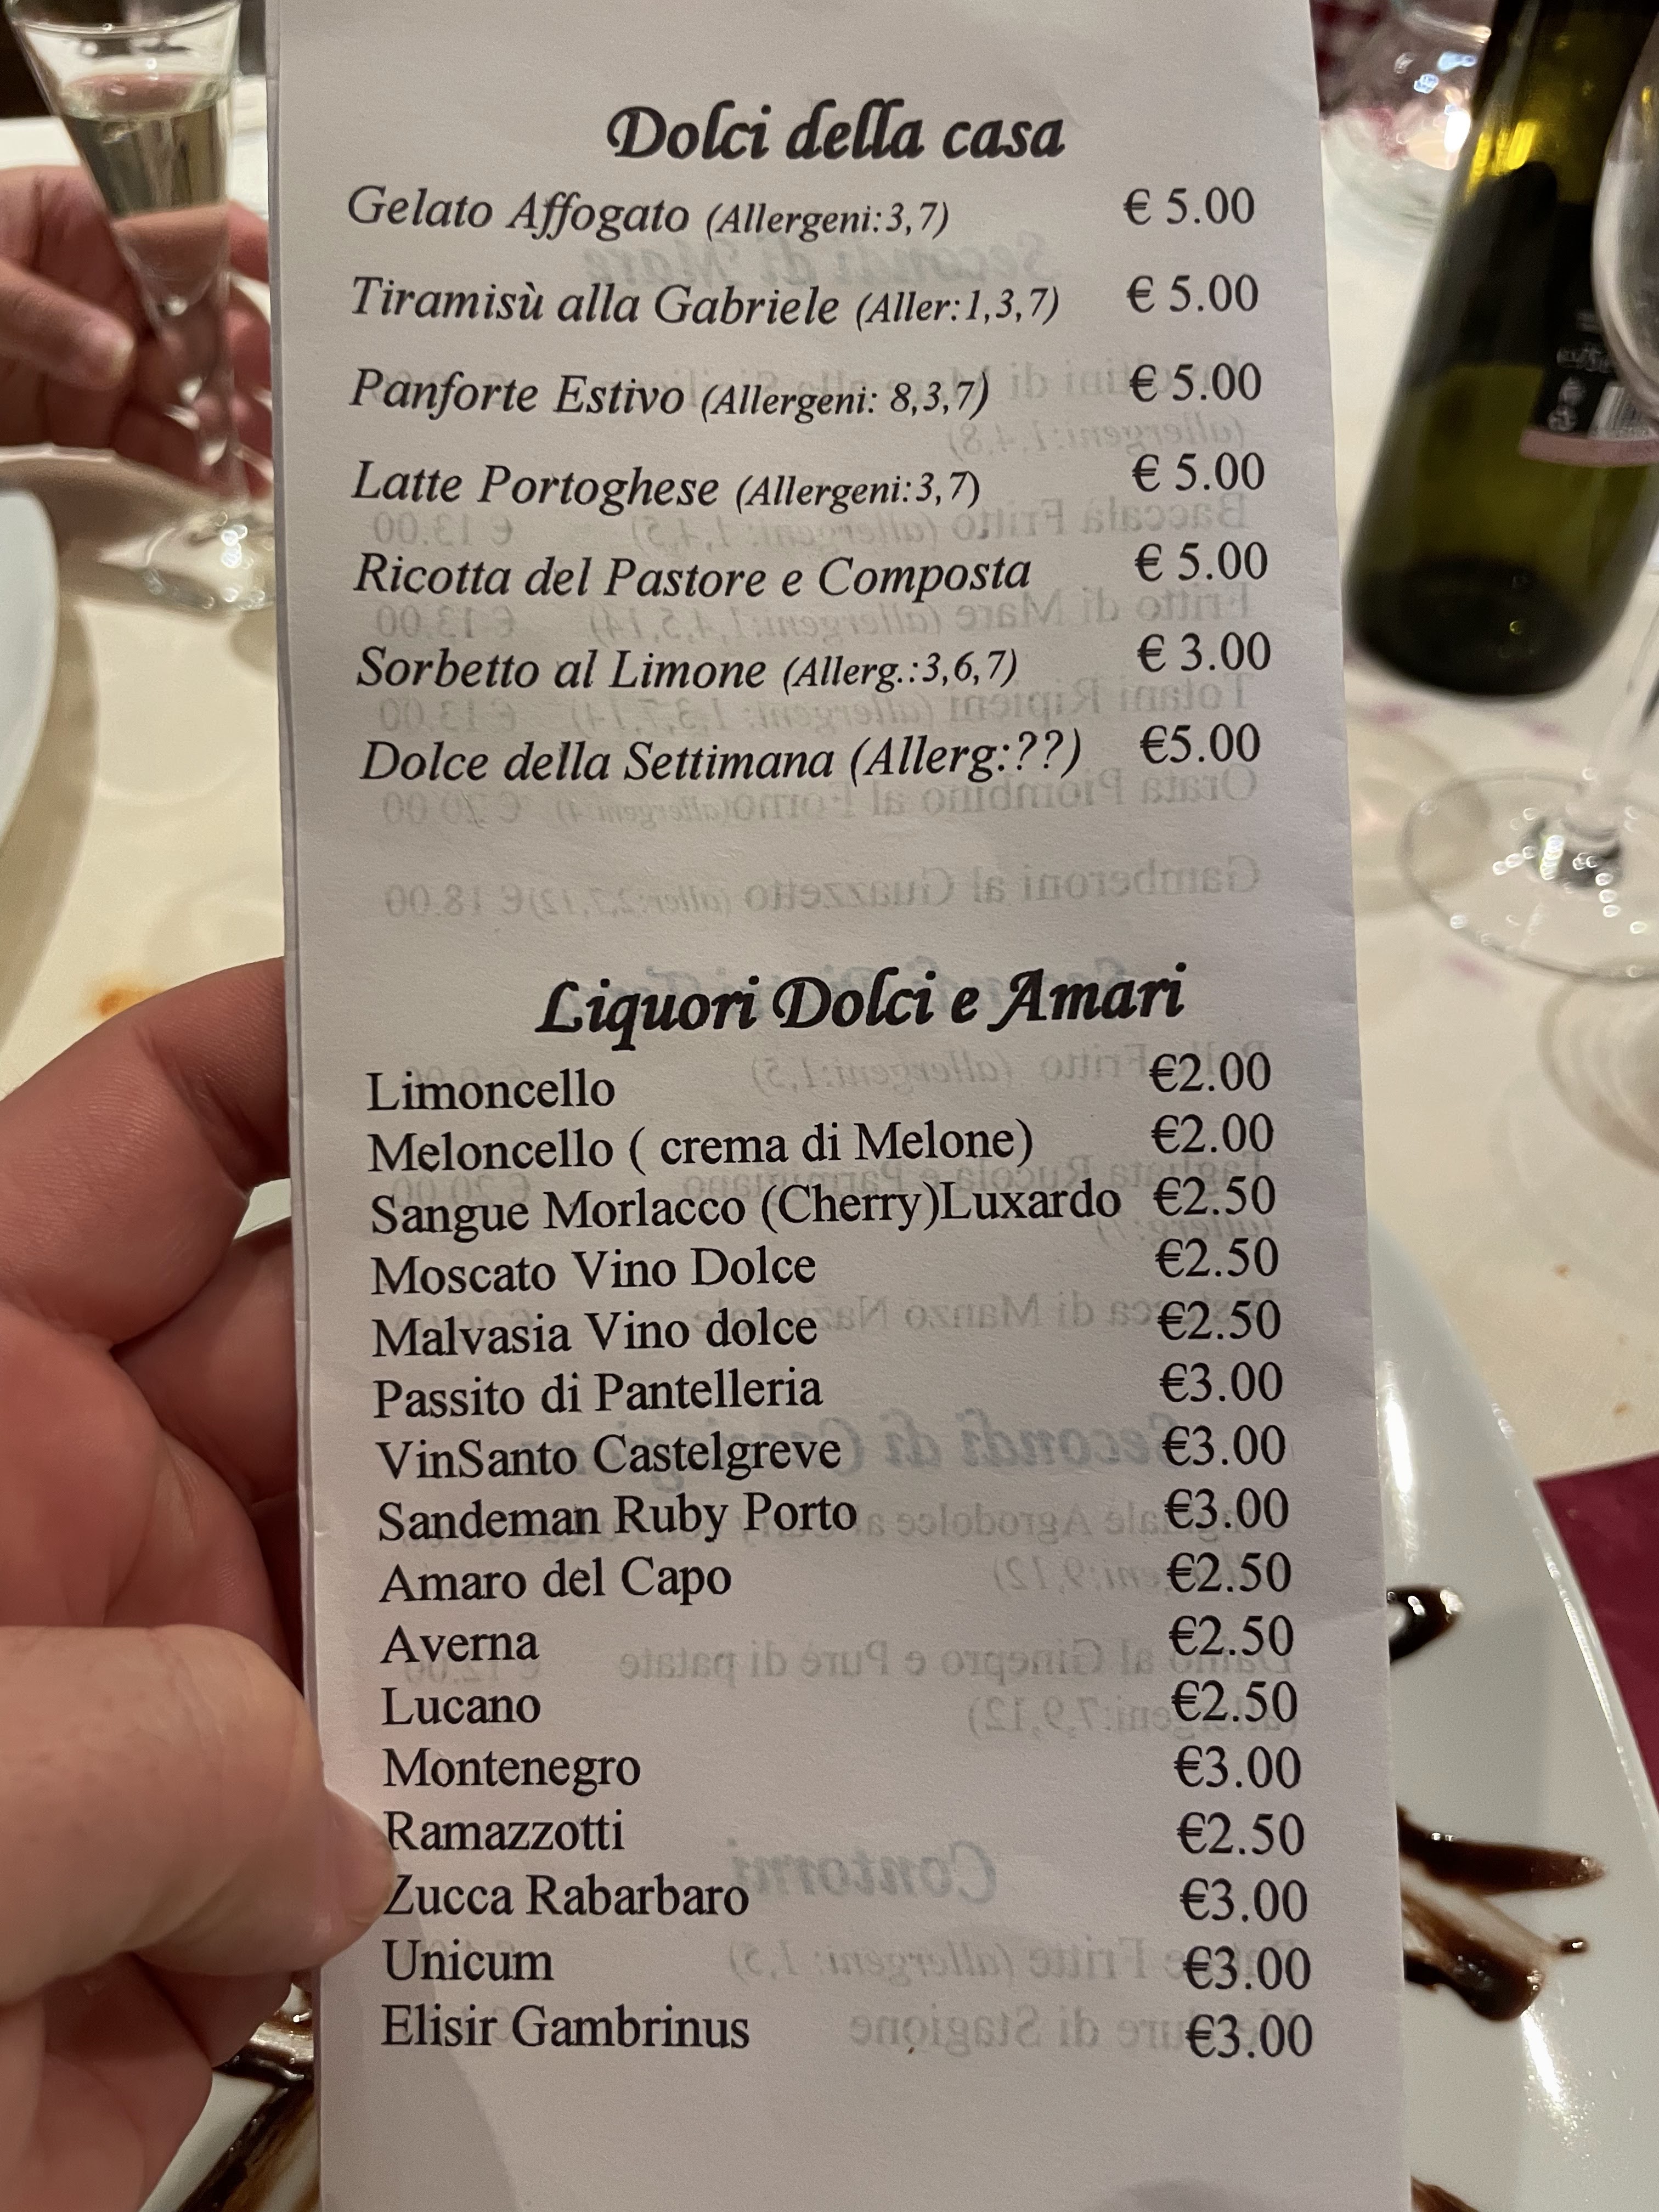 Dolci della casa
Gelato Affogato (Allergeni:3,7) € 5.00
Tiramisù alla Gabriele (Aller:1,3,7) € 5.00
Panforte Estivo (Allergeni: 8,3,7) € 5.00
Latte Portoghese (Allergeni:3,7) € 5.00
Ricotta del Pastore e Composta € 5.00
Sorbetto al Limone (Allerg.:3,6,7) € 3.00
Dolce della Settimana (Allerg:??) €5.00
Liquori Dolci e Amari
Limoncello €2.00
Meloncello ( crema di Melone) €2.00
Sangue Morlacco (Cherry)Luxardo €2.50
Moscato Vino Dolce €2.50
Malvasia Vino dolce €2.50
Passito di Pantelleria €3.00
VinSanto Castelgreve €3.00
Sandeman Ruby Porto €3.00
Amaro del Capo €2.50
Averna €2.50
Lucano €2.50
Montenegro €3.00
Ramazzotti €2.50
Zucca Rabarbaro €3.00
Unicum €3.00
Elisir Gambrinus €3.00